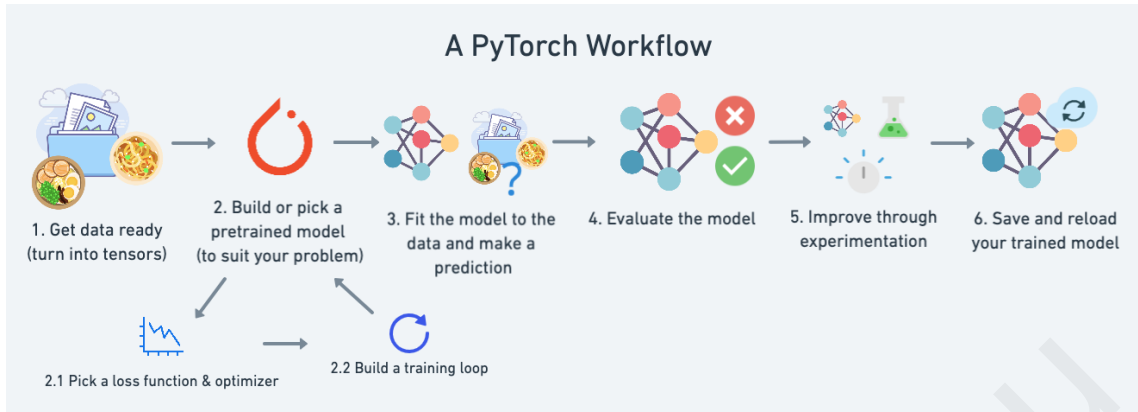 A PyTorch Workflow
1. Get data ready
(turn into tensors)
2. Build or pick a
pretrained model
(to suit your problem)
3. Fit the model to the
data and make a
prediction
4. Evaluate the model
5. Improve through
experimentation
6. Save and reload
your trained model
2.1 Pick a loss function & optimizer
2.2 Build a training loop